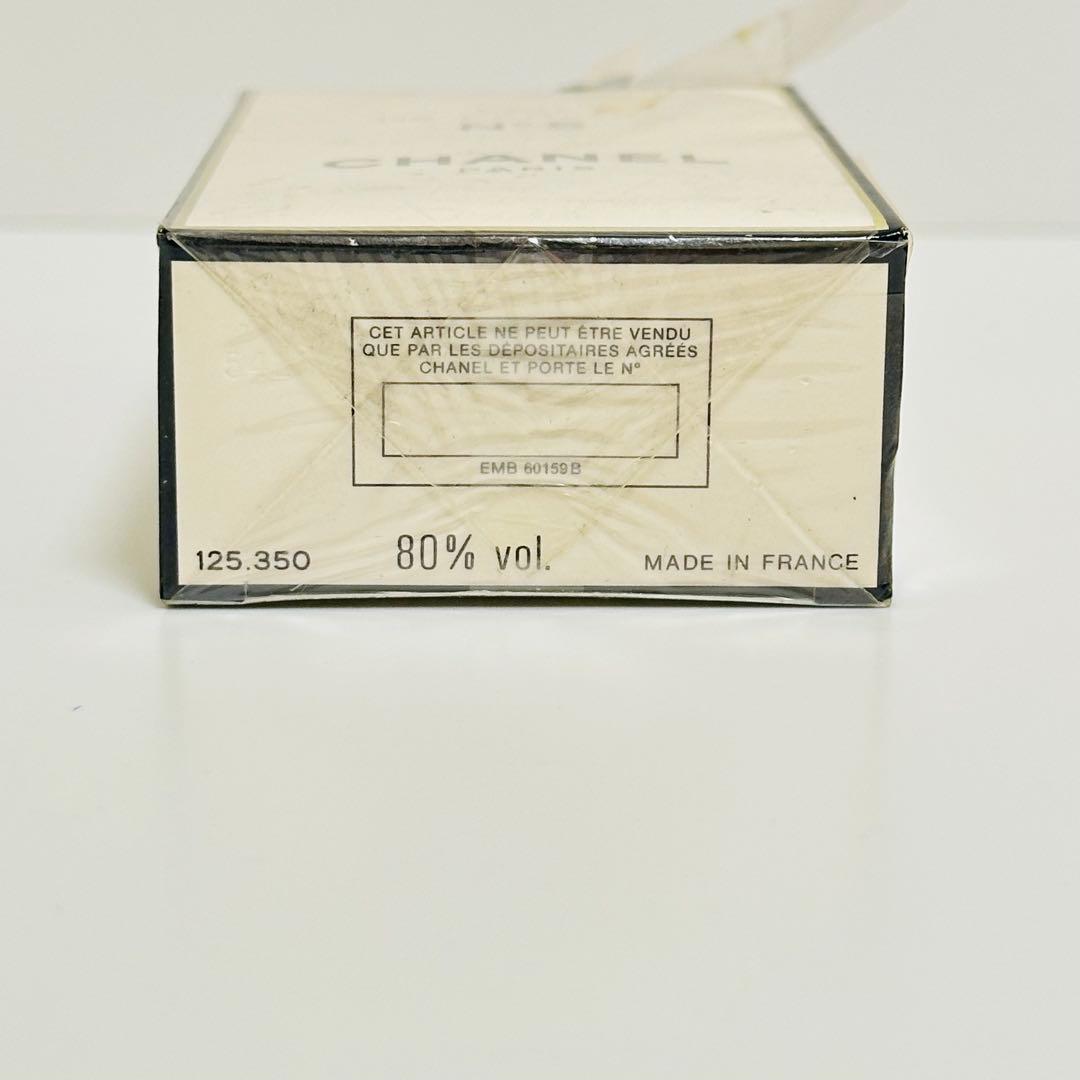 N°5
CHANEL
PARIS
CET ARTICLE NE PEUT ÊTRE VENDU
QUE PAR LES DÉPOSITAIRES AGRÉÉS
CHANEL ET PORTE LE N°
EMB 60159B
125.350
80% vol.
MADE IN FRANCE